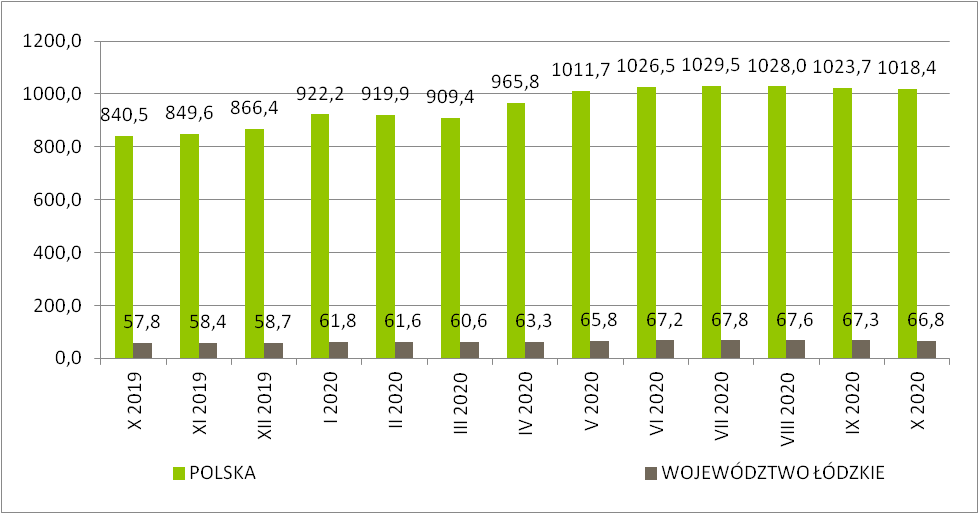 1200,0
1000,0
800,0
600,0
400,0
200,0
0,0
840,5 849,6 866,4 922,2 919,9 909,4 965,8 1011,7 1026,5 1029,5 1028,0 1023,7 1018,4
57,8 58,4 58,7 61,8 61,6 60,6 63,3 65,8 67,2 67,8 67,6 67,3 66,8
X 2019
XI 2019
XII 2019
I 2020
II 2020
III 2020
IV 2020
V 2020
VI 2020
VII 2020
VIII 2020
IX 2020
X 2020
POLSKA
WOJEWÓDZTWO ŁÓDZKIE